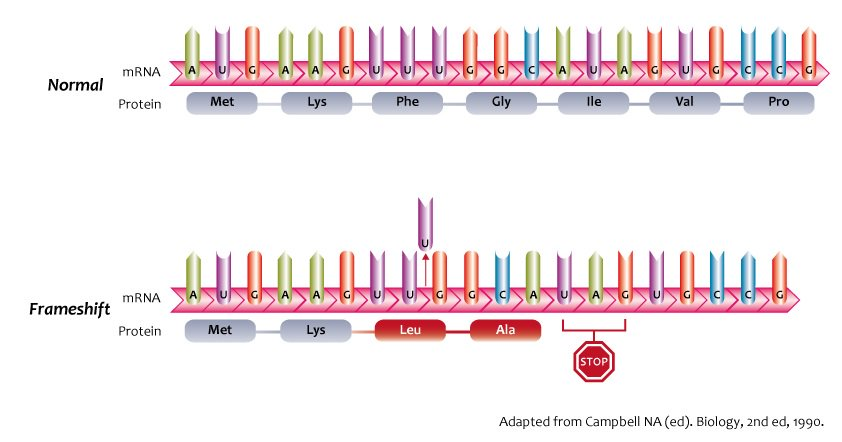 mRNA A U G A A G U U U G G C A U A G U G C C G
Normal
Protein Met Lys Phe Gly Ile Val Pro
U
mRNA A U G A A G U U G G C A U A G U G C C G
Frameshift
Protein Met Lys Leu Ala
STOP
Adapted from Campbell NA (ed). Biology, 2nd ed, 1990.